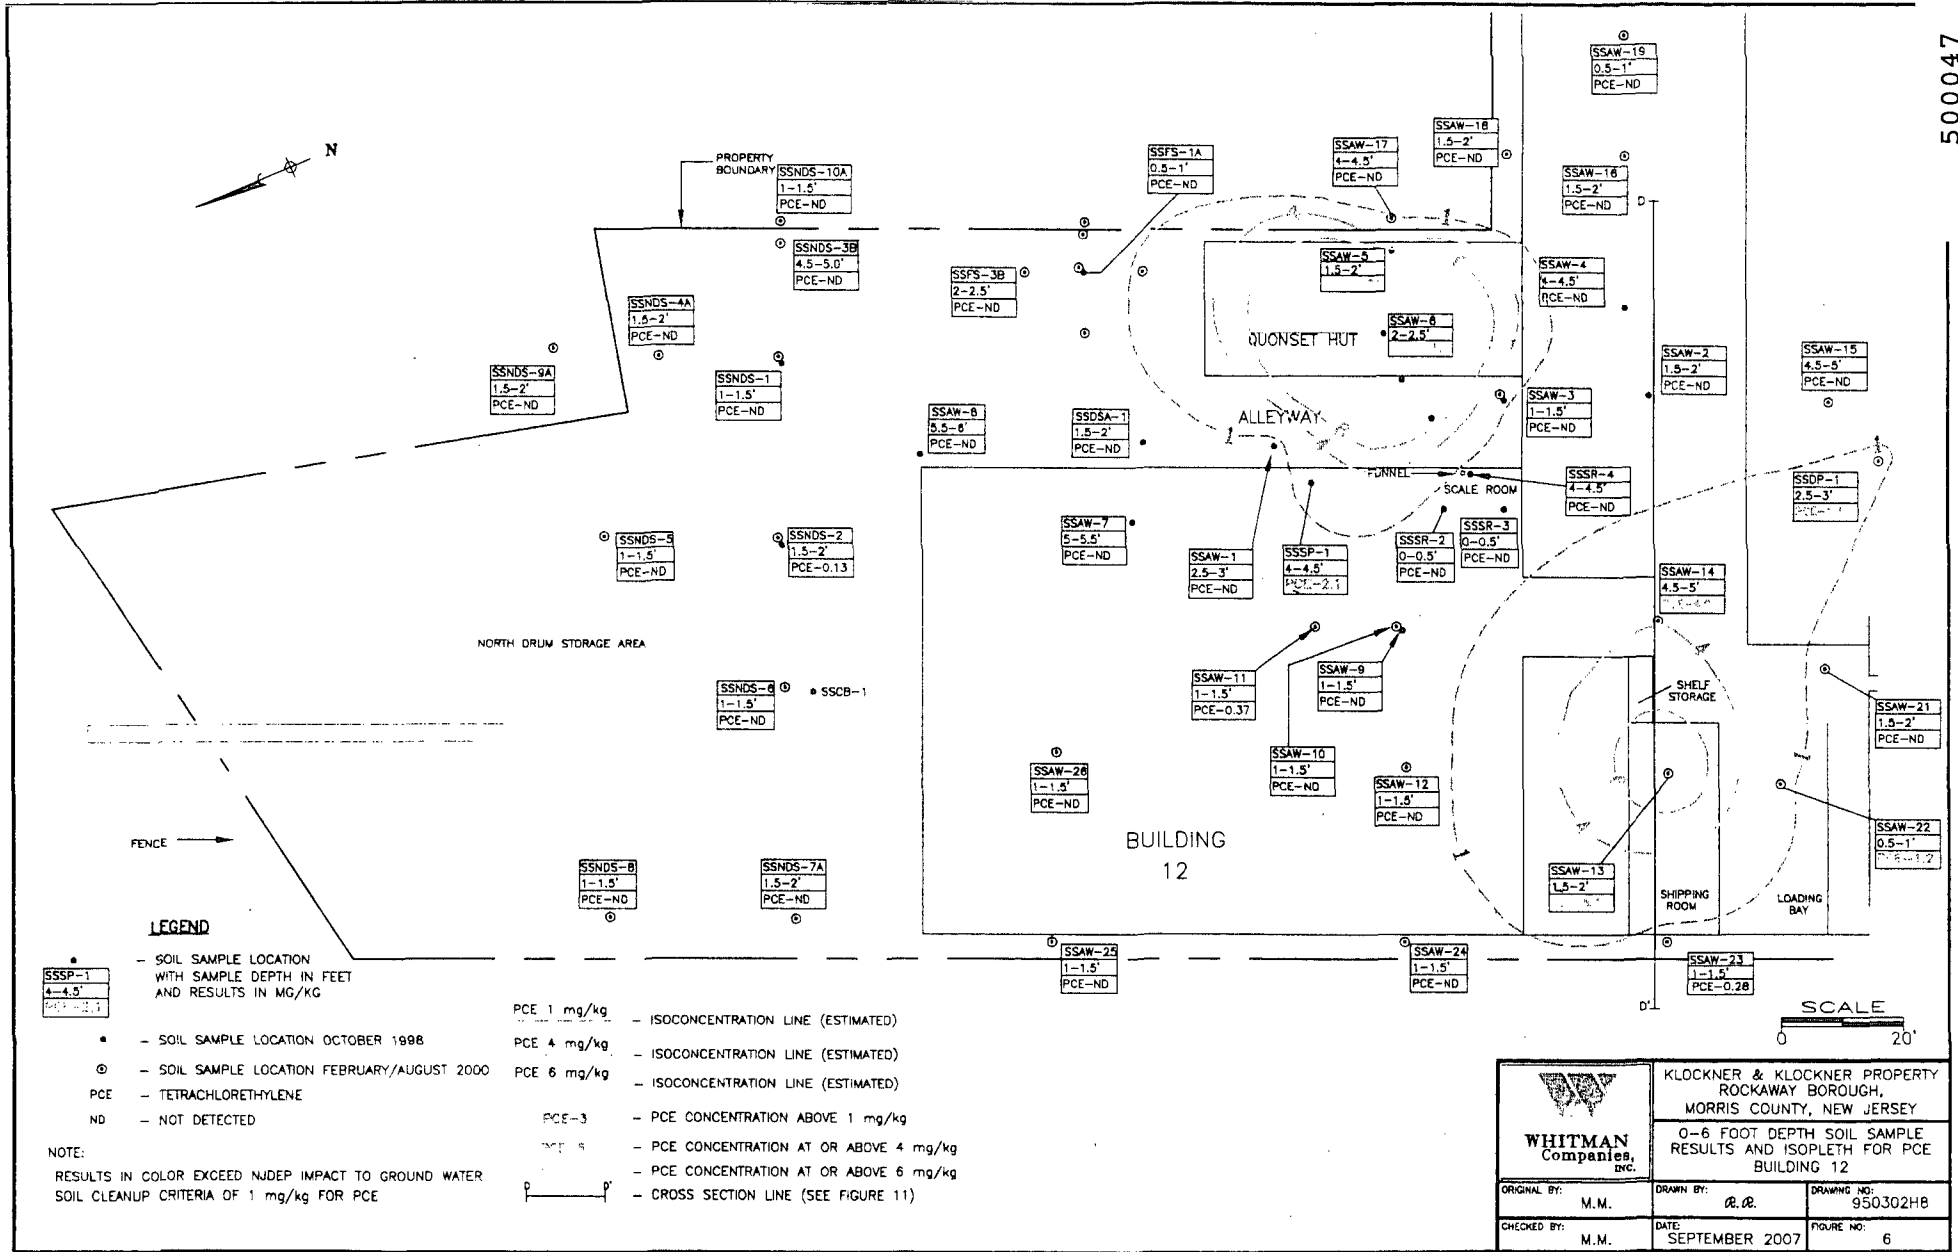 500047
N
PROPERTY
BOUNDARY
SSNDS-10A
1-1.5'
PCE-ND
SSNDS-3B
4.5-5.0'
PCE-ND
SSNDS-4A
1.5-2'
PCE-ND
SSNDS-9A
1.5-2'
PCE-ND
SSNDS-1
1-1.5'
PCE-ND
SSFS-1A
0.5-1'
PCE-ND
SSFS-3B
2-2.5'
PCE-ND
SSAW-17
4-4.5'
PCE-ND
SSAW-18
1.5-2'
PCE-ND
SSAW-19
0.5-1'
PCE-ND
SSAW-16
1.5-2'
PCE-ND
D
1
SSAW-5
1.5-2'
SSAW-4
4-4.5'
PCE-ND
SSAW-6
2-2.5'
QUONSET HUT
SSAW-2
1.5-2'
PCE-ND
SSAW-15
4.5-5'
PCE-ND
SSAW-3
1-1.5'
PCE-ND
SSAW-8
5.5-6'
PCE-ND
SSDSA-1
1.5-2'
PCE-ND
ALLEYWAY
1
FUNNEL
SCALE ROOM
SSSR-4
4-4.5'
PCE-ND
SSDP-1
2.5-3'
SSNDS-5
1-1.5'
PCE-ND
SSNDS-2
1.5-2'
PCE-0.13
SSAW-7
5-5.5'
PCE-ND
SSAW-1
2.5-3'
PCE-ND
SSSP-1
4-4.5'
PCE-2.1
SSSR-2
0-0.5'
PCE-ND
SSSR-3
0-0.5'
PCE-ND
SSAW-14
4.5-5'
NORTH DRUM STORAGE AREA
SSNDS-6
1-1.5'
PCE-ND
SSCB-1
SSAW-11
1-1.5'
PCE-0.37
SSAW-9
1-1.5'
PCE-ND
4
SHELF
STORAGE
SSAW-21
1.5-2'
PCE-ND
SSAW-26
1-1.5'
PCE-ND
SSAW-10
1-1.5'
PCE-ND
SSAW-12
1-1.5'
PCE-ND
1
BUILDING
12
FENCE
SSNDS-8
1-1.5'
PCE-ND
SSNDS-7A
1.5-2'
PCE-ND
4
1
SSAW-22
0.5-1'
SSAW-13
1.5-2'
SHIPPING
ROOM
LOADING
BAY
SSAW-25
1-1.5'
PCE-ND
SSAW-24
1-1.5'
PCE-ND
SSAW-23
1-1.5'
PCE-0.28
D'
SCALE
0 20'
LEGEND
SSSP-1
4-4.5'
PCE-2.1
- SOIL SAMPLE LOCATION
WITH SAMPLE DEPTH IN FEET
AND RESULTS IN MG/KG
- SOIL SAMPLE LOCATION OCTOBER 1998
- SOIL SAMPLE LOCATION FEBRUARY/AUGUST 2000
PCE - TETRACHLORETHYLENE
ND - NOT DETECTED
NOTE:
RESULTS IN COLOR EXCEED NJDEP IMPACT TO GROUND WATER
SOIL CLEANUP CRITERIA OF 1 mg/kg FOR PCE
PCE 1 mg/kg - ISOCONCENTRATION LINE (ESTIMATED)
PCE 4 mg/kg - ISOCONCENTRATION LINE (ESTIMATED)
PCE 6 mg/kg - ISOCONCENTRATION LINE (ESTIMATED)
PCE-3 - PCE CONCENTRATION ABOVE 1 mg/kg
- PCE CONCENTRATION AT OR ABOVE 4 mg/kg
- PCE CONCENTRATION AT OR ABOVE 6 mg/kg
- CROSS SECTION LINE (SEE FIGURE 11)
WHITMAN
Companies,
INC.
KLOCKNER & KLOCKNER PROPERTY
ROCKAWAY BOROUGH,
MORRIS COUNTY, NEW JERSEY
0-6 FOOT DEPTH SOIL SAMPLE
RESULTS AND ISOPLETH FOR PCE
BUILDING 12
ORIGINAL BY: M.M.
DRAWN BY: R.R.
DRAWING NO: 950302H8
CHECKED BY: M.M.
DATE: SEPTEMBER 2007
FIGURE NO: 6